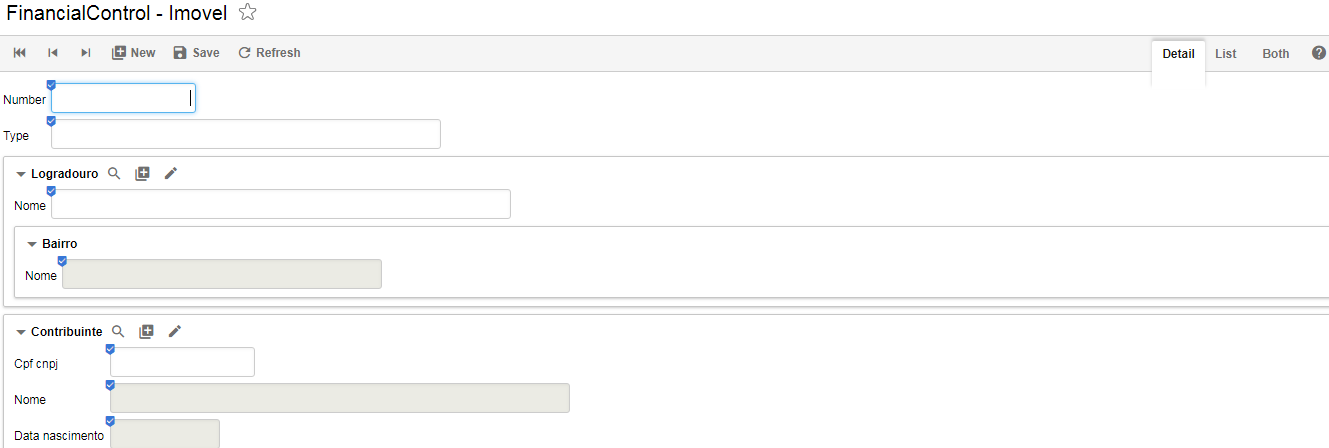 FinancialControl - Imovel
New Save Refresh Detail List Both
Number
Type
Logradouro
Nome
Bairro
Nome
Contribuinte
Cpf cnpj
Nome
Data nascimento